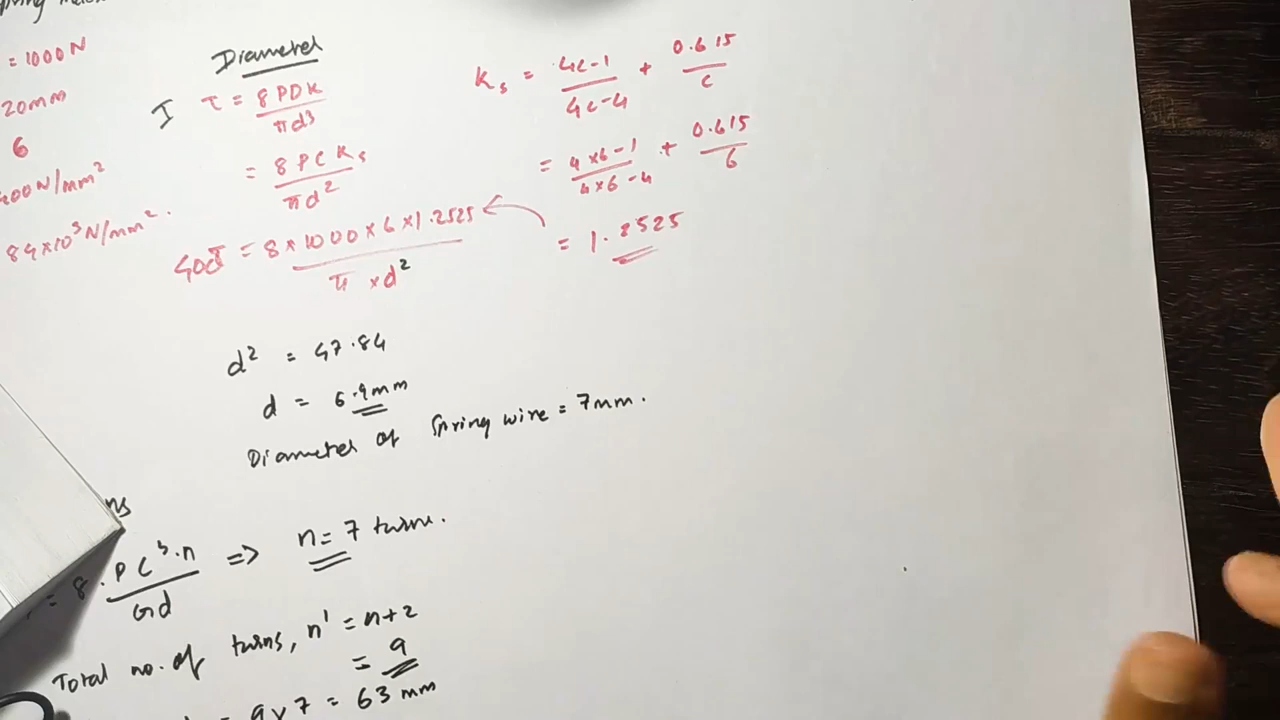 = 1000N
20mm
6
400N/mm²
84×10³N/mm².
Diameter
τ = 8PDK / πd³
= 8PCKs / πd²
400 = 8×1000×6×1.2525 / π×d²
Ks = 4c-1 / 4c-4 + 0.615 / c
= 4×6-1 / 4×6-4 + 0.615 / 6
= 1.2525
d² = 47.84
d = 6.9mm
Diameter of Spring wire = 7mm.
ns
= 8.PC³.n / Gd => n = 7 turns.
Total no. of turns, n' = n+2
= 9
= 9×7 = 63mm